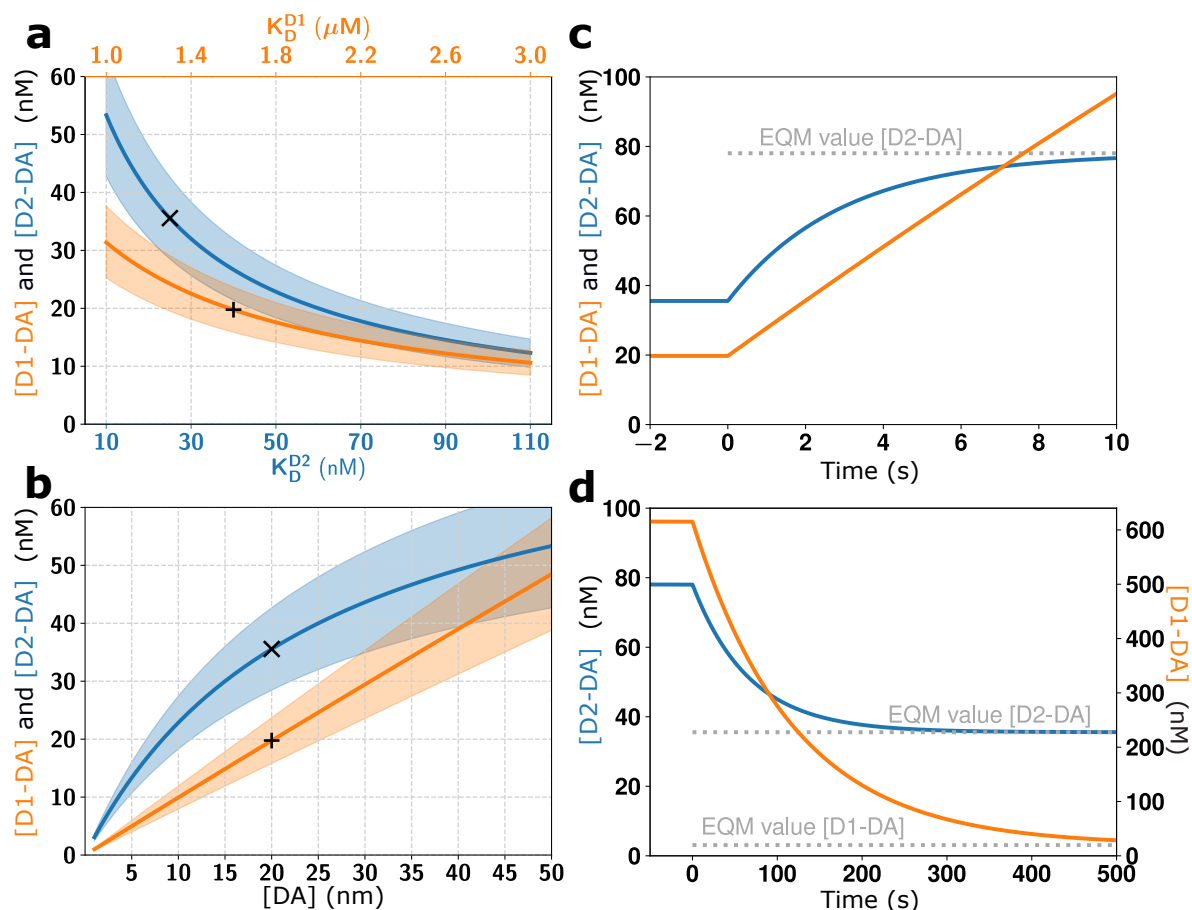 a
K_D^D1 (μM)
1.0 1.4 1.8 2.2 2.6 3.0
[D1-DA] and [D2-DA] (nM)
60
50
40
30
20
10
0
10 30 50 70 90 110
K_D^D2 (nM)
b
[D1-DA] and [D2-DA] (nM)
60
50
40
30
20
10
0
5 10 15 20 25 30 35 40 45 50
[DA] (nm)
c
[D1-DA] and [D2-DA] (nM)
100
80
60
40
20
0
EQM value [D2-DA]
−2 0 2 4 6 8 10
Time (s)
d
[D2-DA] (nM)
100
80
60
40
20
0
EQM value [D2-DA]
EQM value [D1-DA]
0 100 200 300 400 500
Time (s)
600
500
400
300
200
100
0
[D1-DA] (nM)